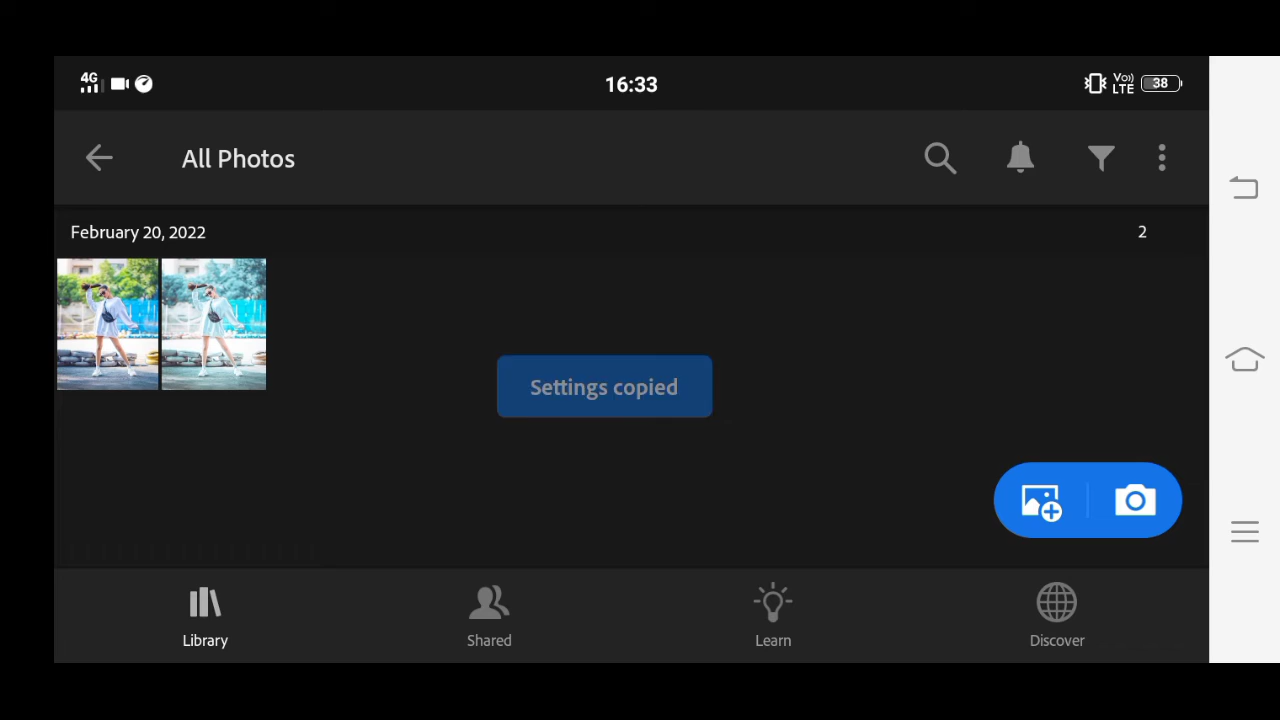 4G
16:33
Vo))
LTE
38
All Photos
February 20, 2022
2
Settings copied
Library
Shared
Learn
Discover